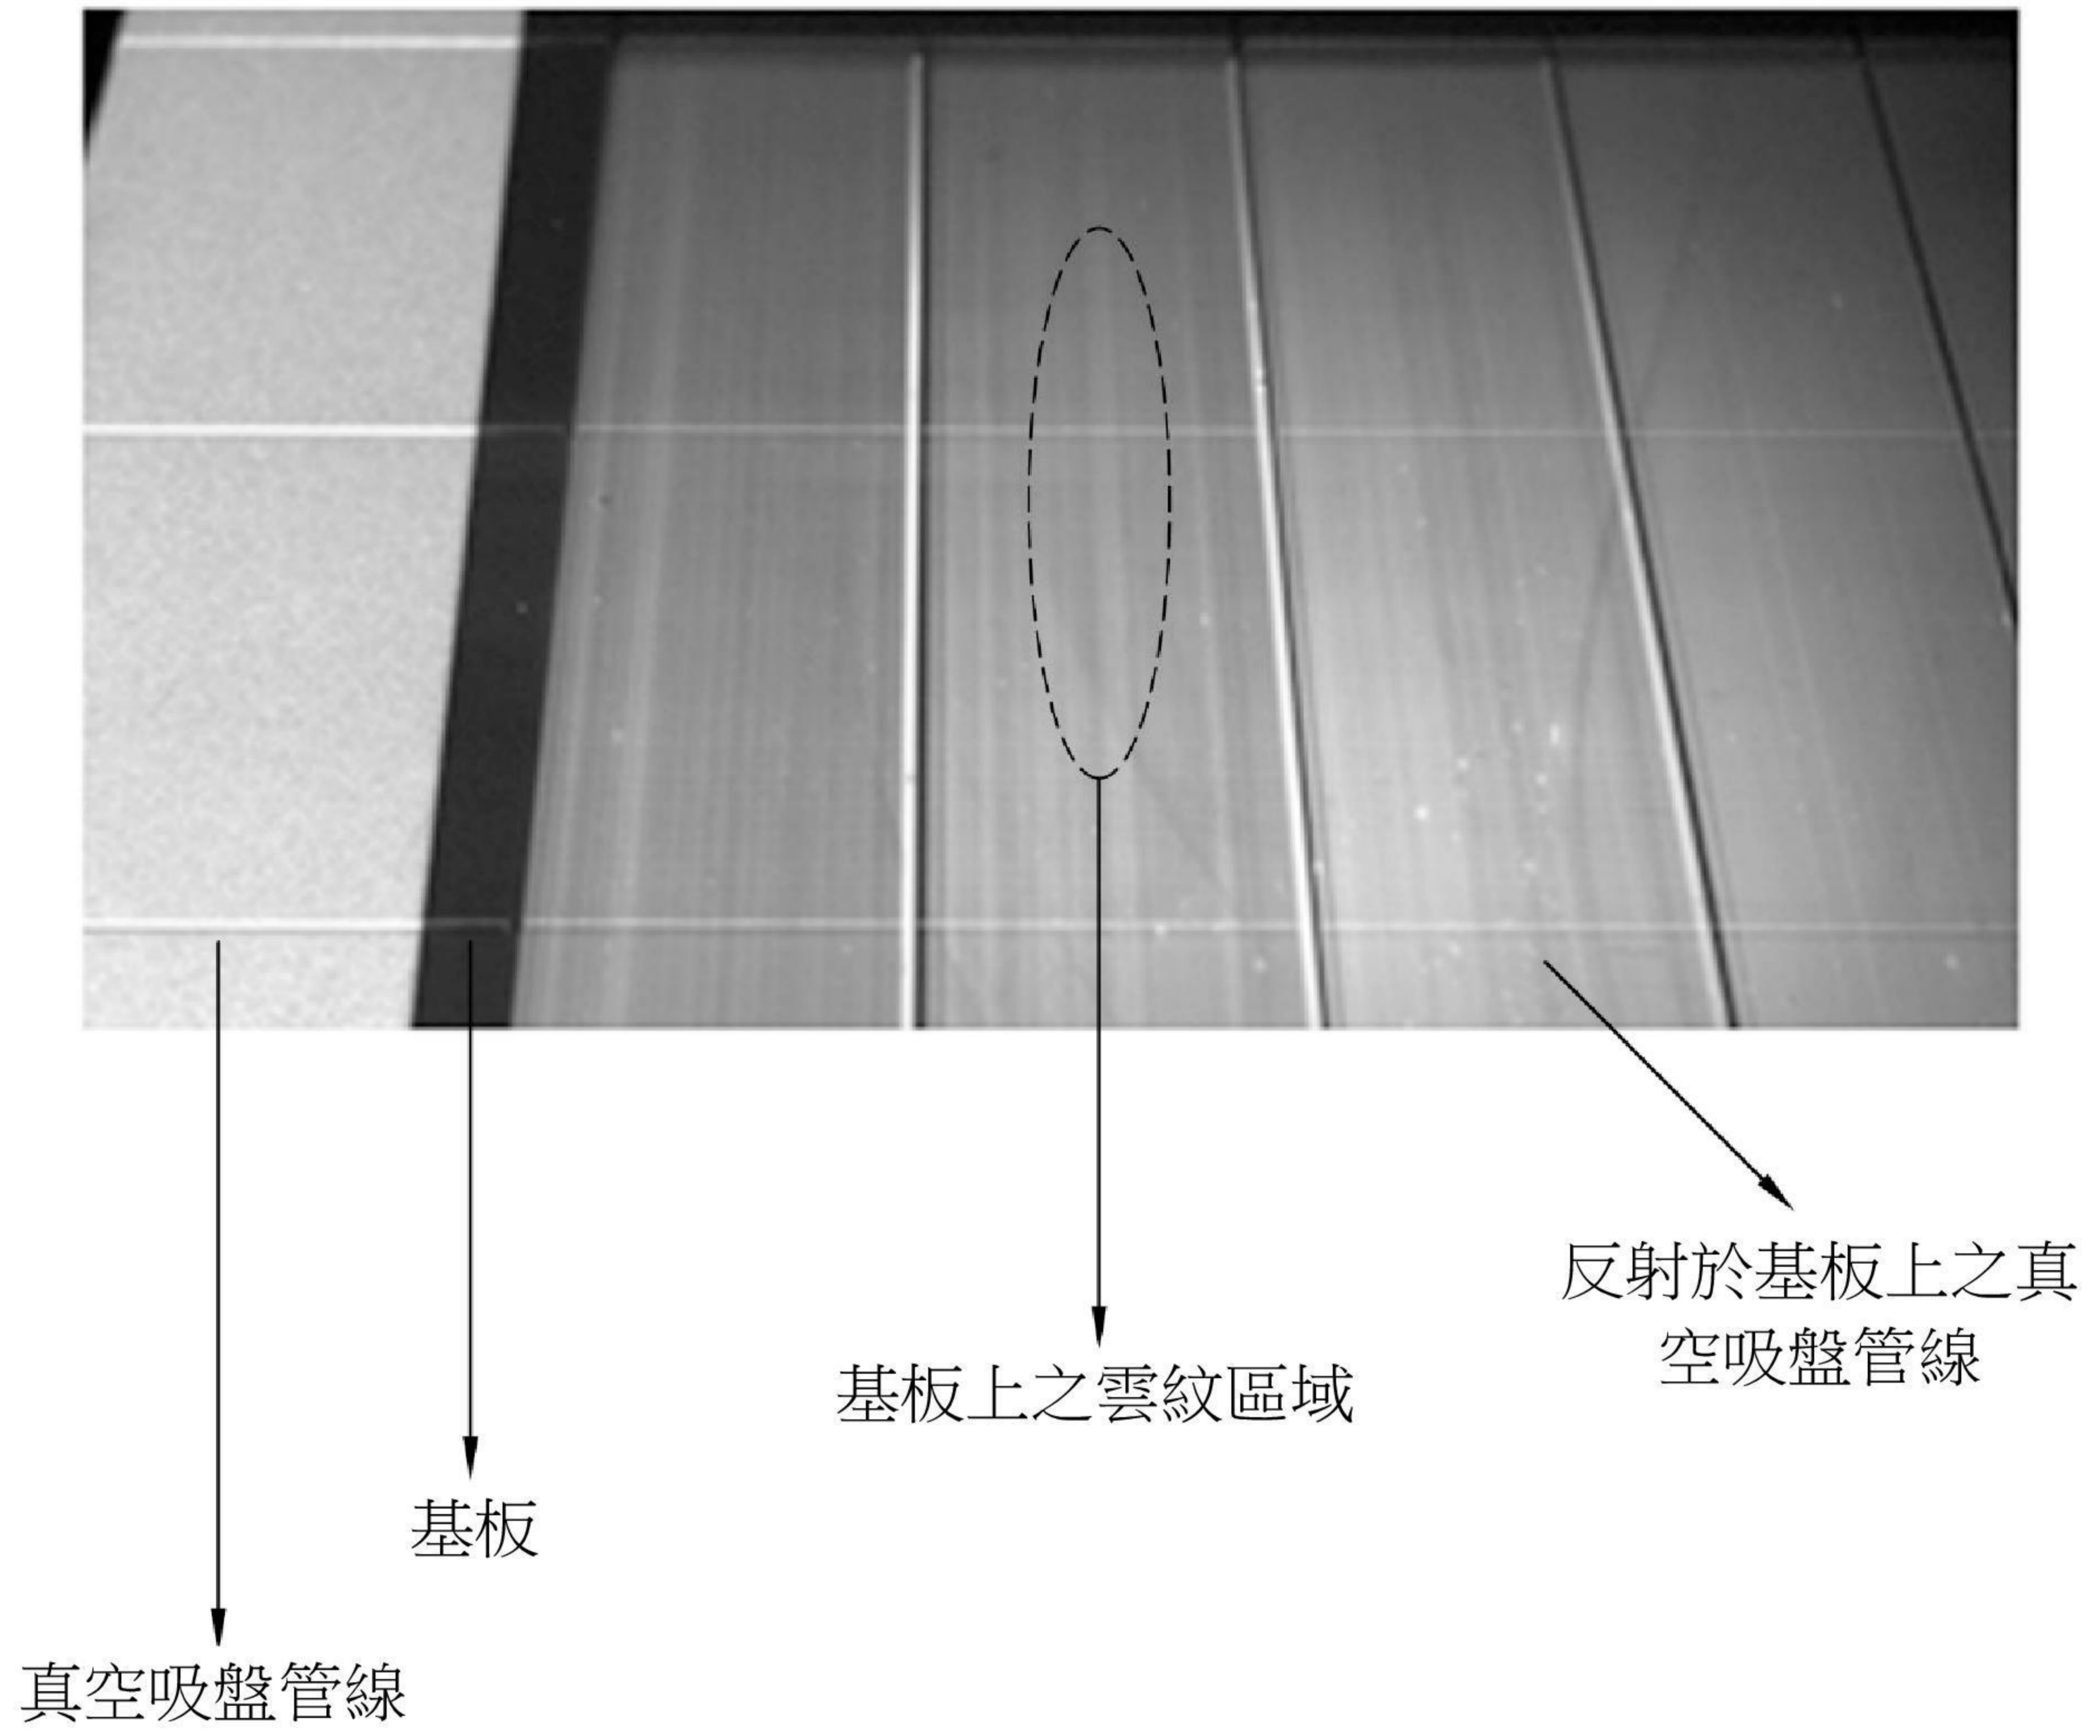 反射於基板上之真
空吸盤管線
基板上之雲紋區域
基板
真空吸盤管線